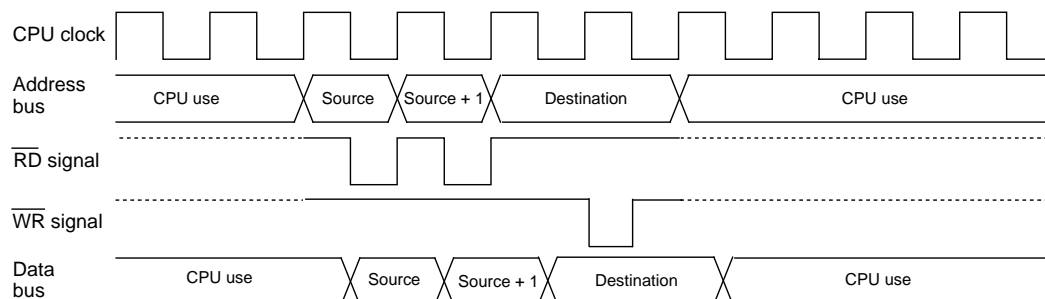 CPU clock
Address
bus
CPU use
Source
Source + 1
Destination
CPU use
RD signal
WR signal
Data
bus
CPU use
Source
Source + 1
Destination
CPU use